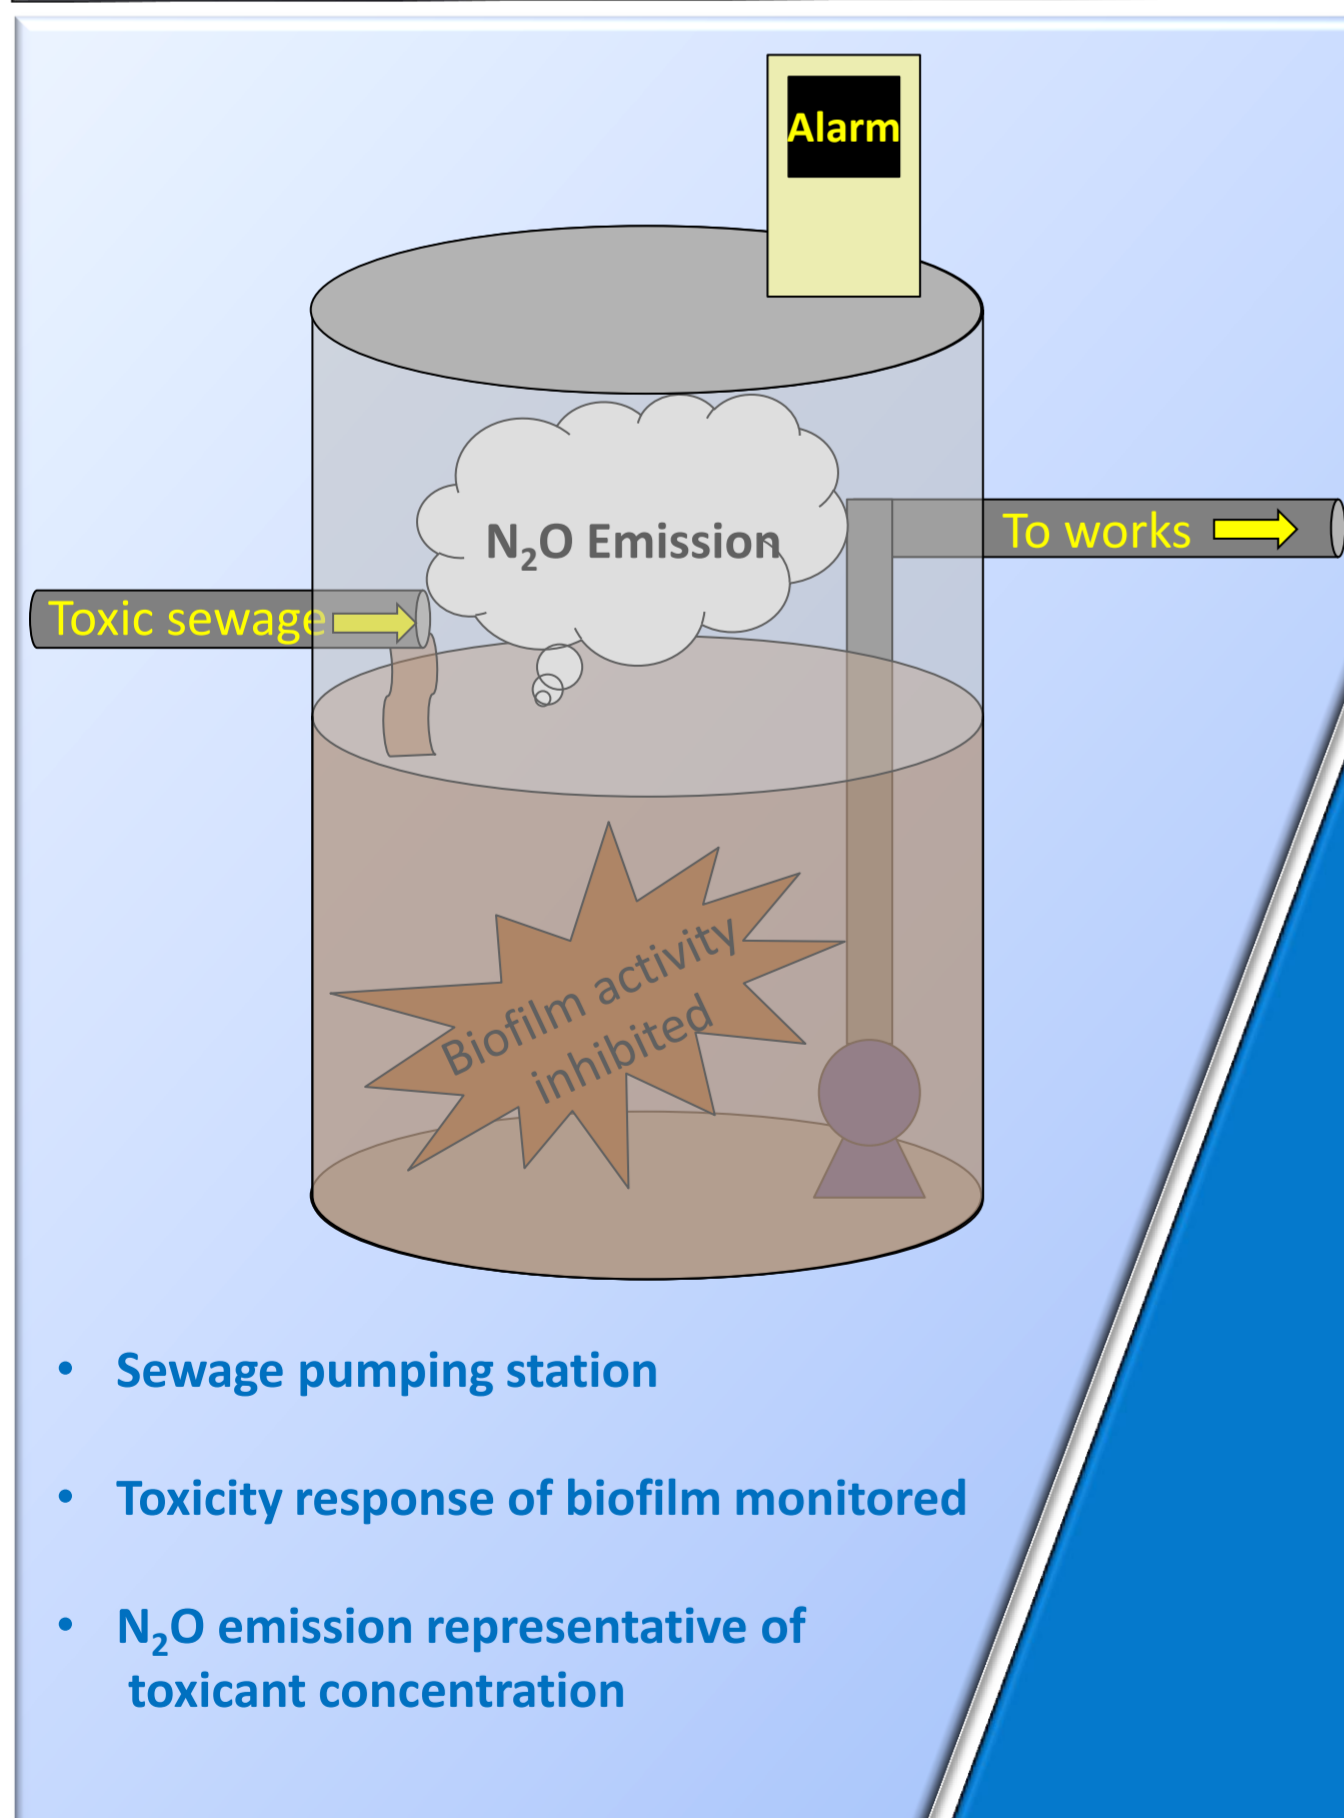 Alarm
N₂O Emission
To works
Toxic sewage
Biofilm activity
inhibited
• Sewage pumping station
• Toxicity response of biofilm monitored
• N₂O emission representative of
toxicant concentration